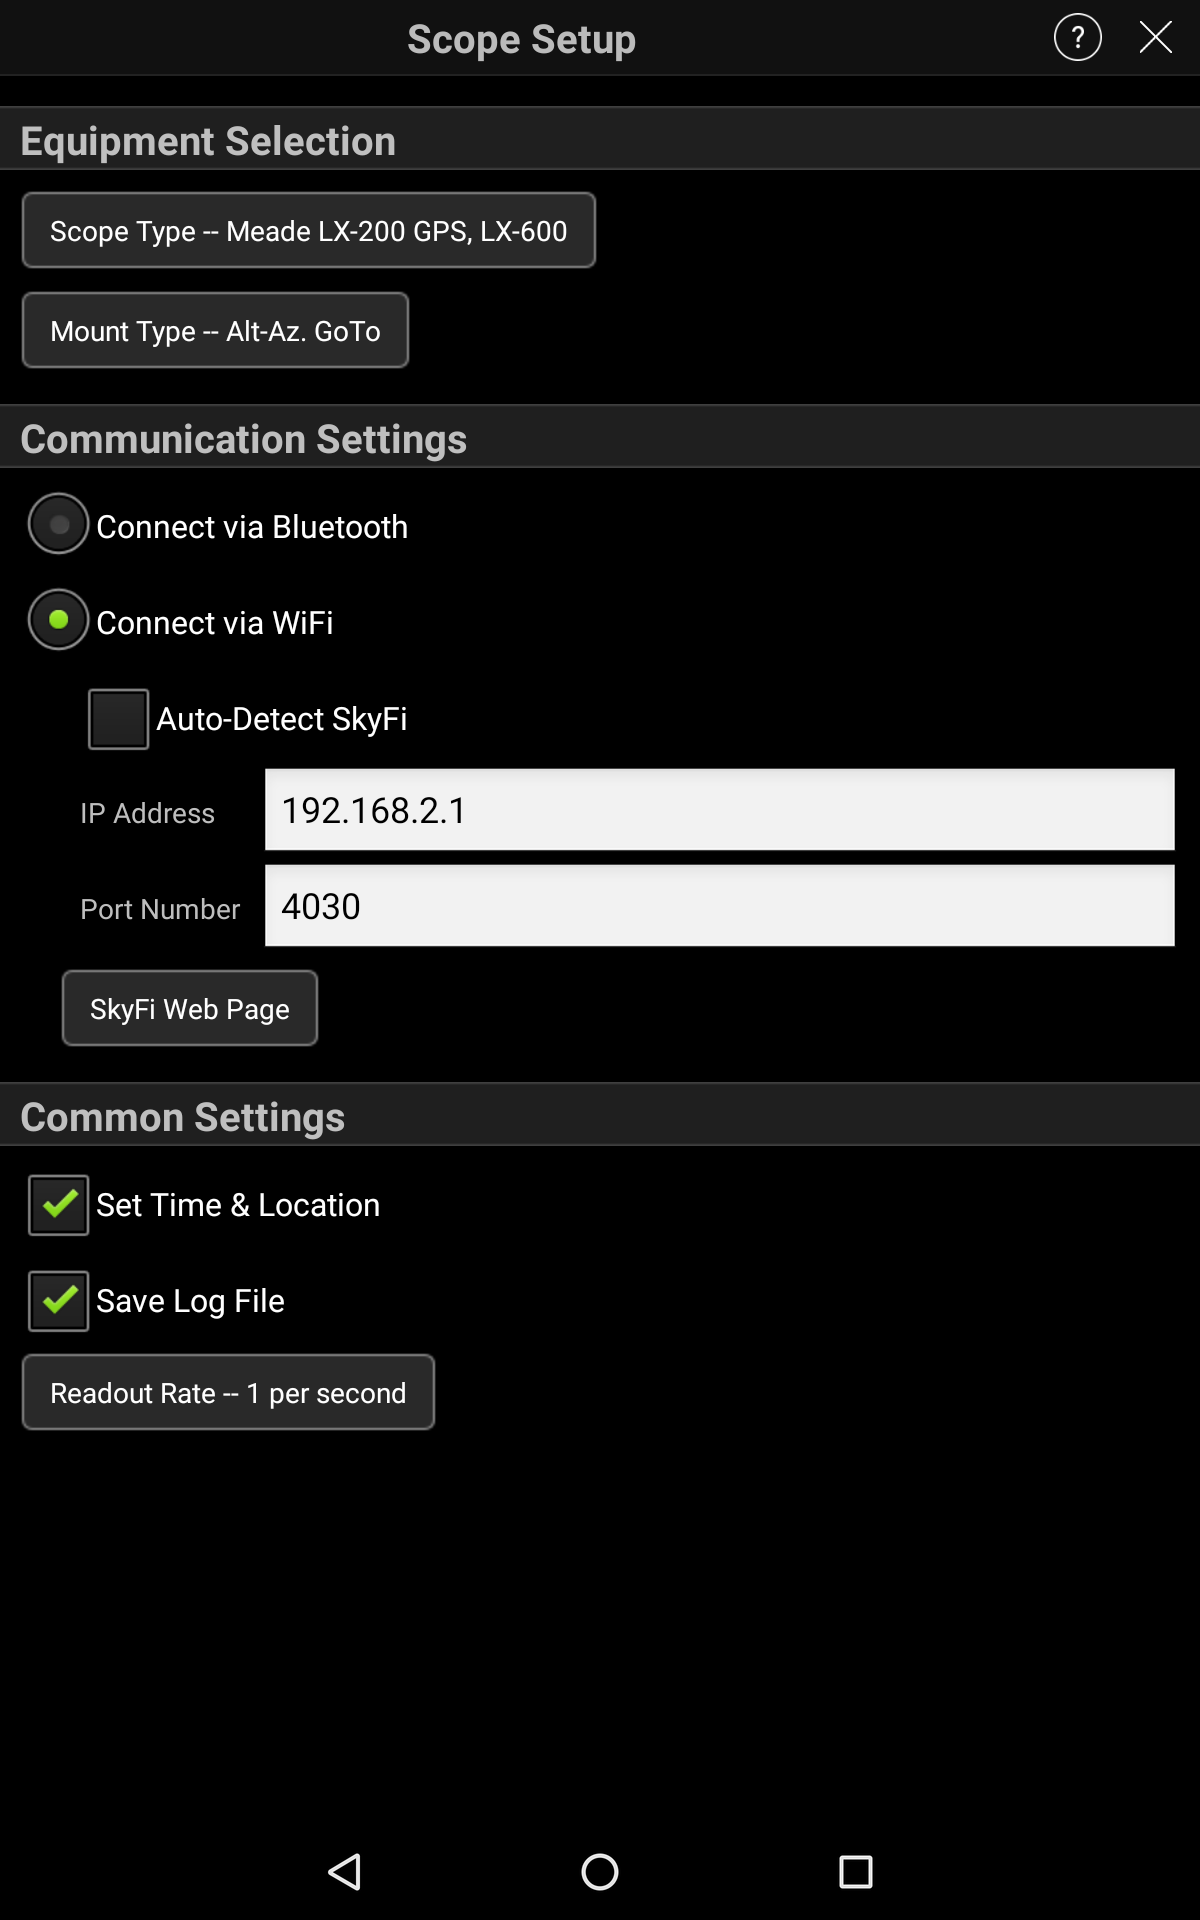 Scope Setup
?
Equipment Selection
Scope Type -- Meade LX-200 GPS, LX-600
Mount Type -- Alt-Az. GoTo
Communication Settings
Connect via Bluetooth
Connect via WiFi
Auto-Detect SkyFi
IP Address 192.168.2.1
Port Number 4030
SkyFi Web Page
Common Settings
Set Time & Location
Save Log File
Readout Rate -- 1 per second